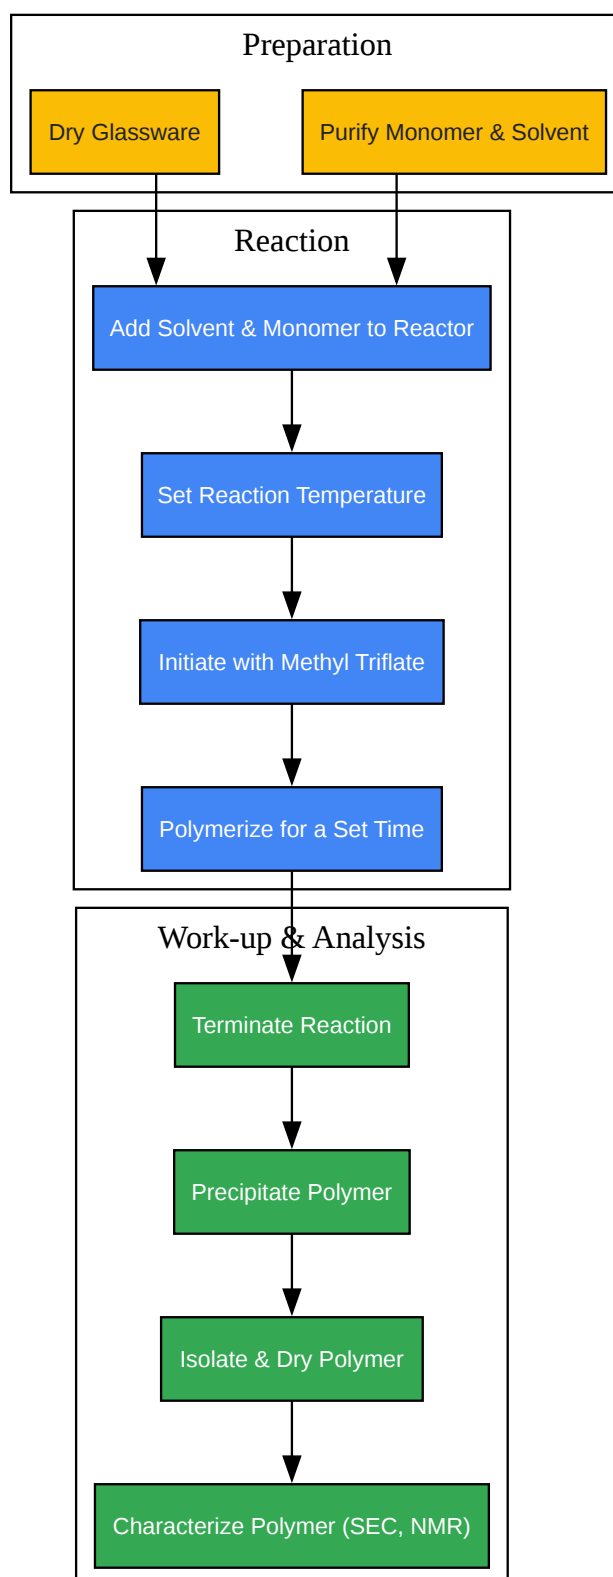 Preparation
Dry Glassware
Purify Monomer & Solvent
Reaction
Add Solvent & Monomer to Reactor
Set Reaction Temperature
Initiate with Methyl Triflate
Polymerize for a Set Time
Work-up & Analysis
Terminate Reaction
Precipitate Polymer
Isolate & Dry Polymer
Characterize Polymer (SEC, NMR)